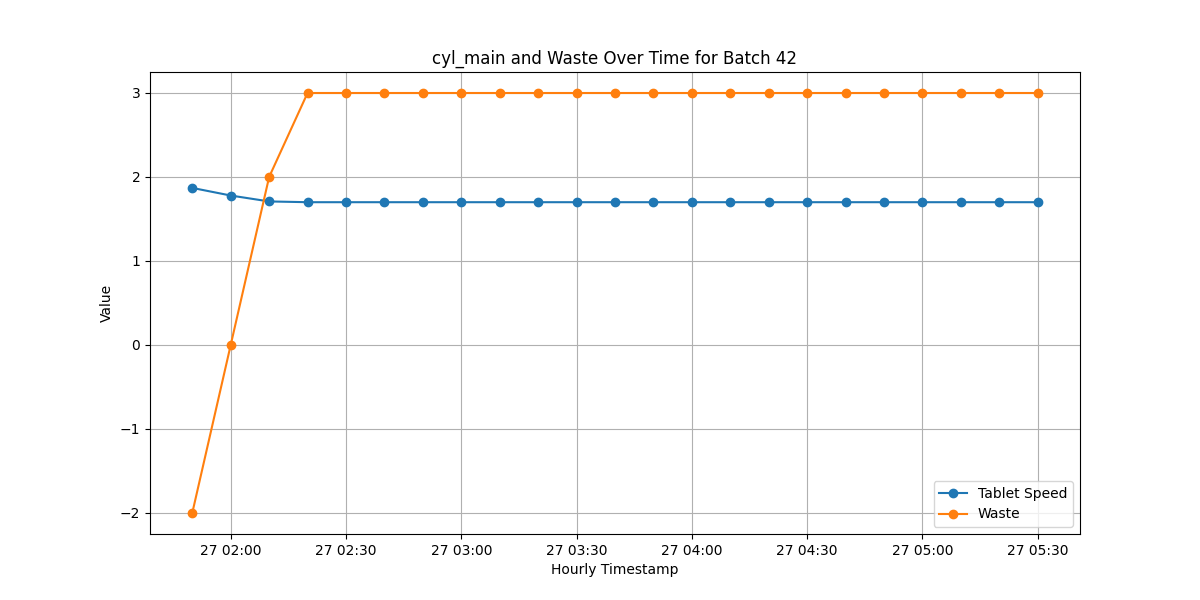 cyl_main and Waste Over Time for Batch 42
3
2
1
0
−1
−2
Value
Tablet Speed
Waste
27 02:00 27 02:30 27 03:00 27 03:30 27 04:00 27 04:30 27 05:00 27 05:30
Hourly Timestamp